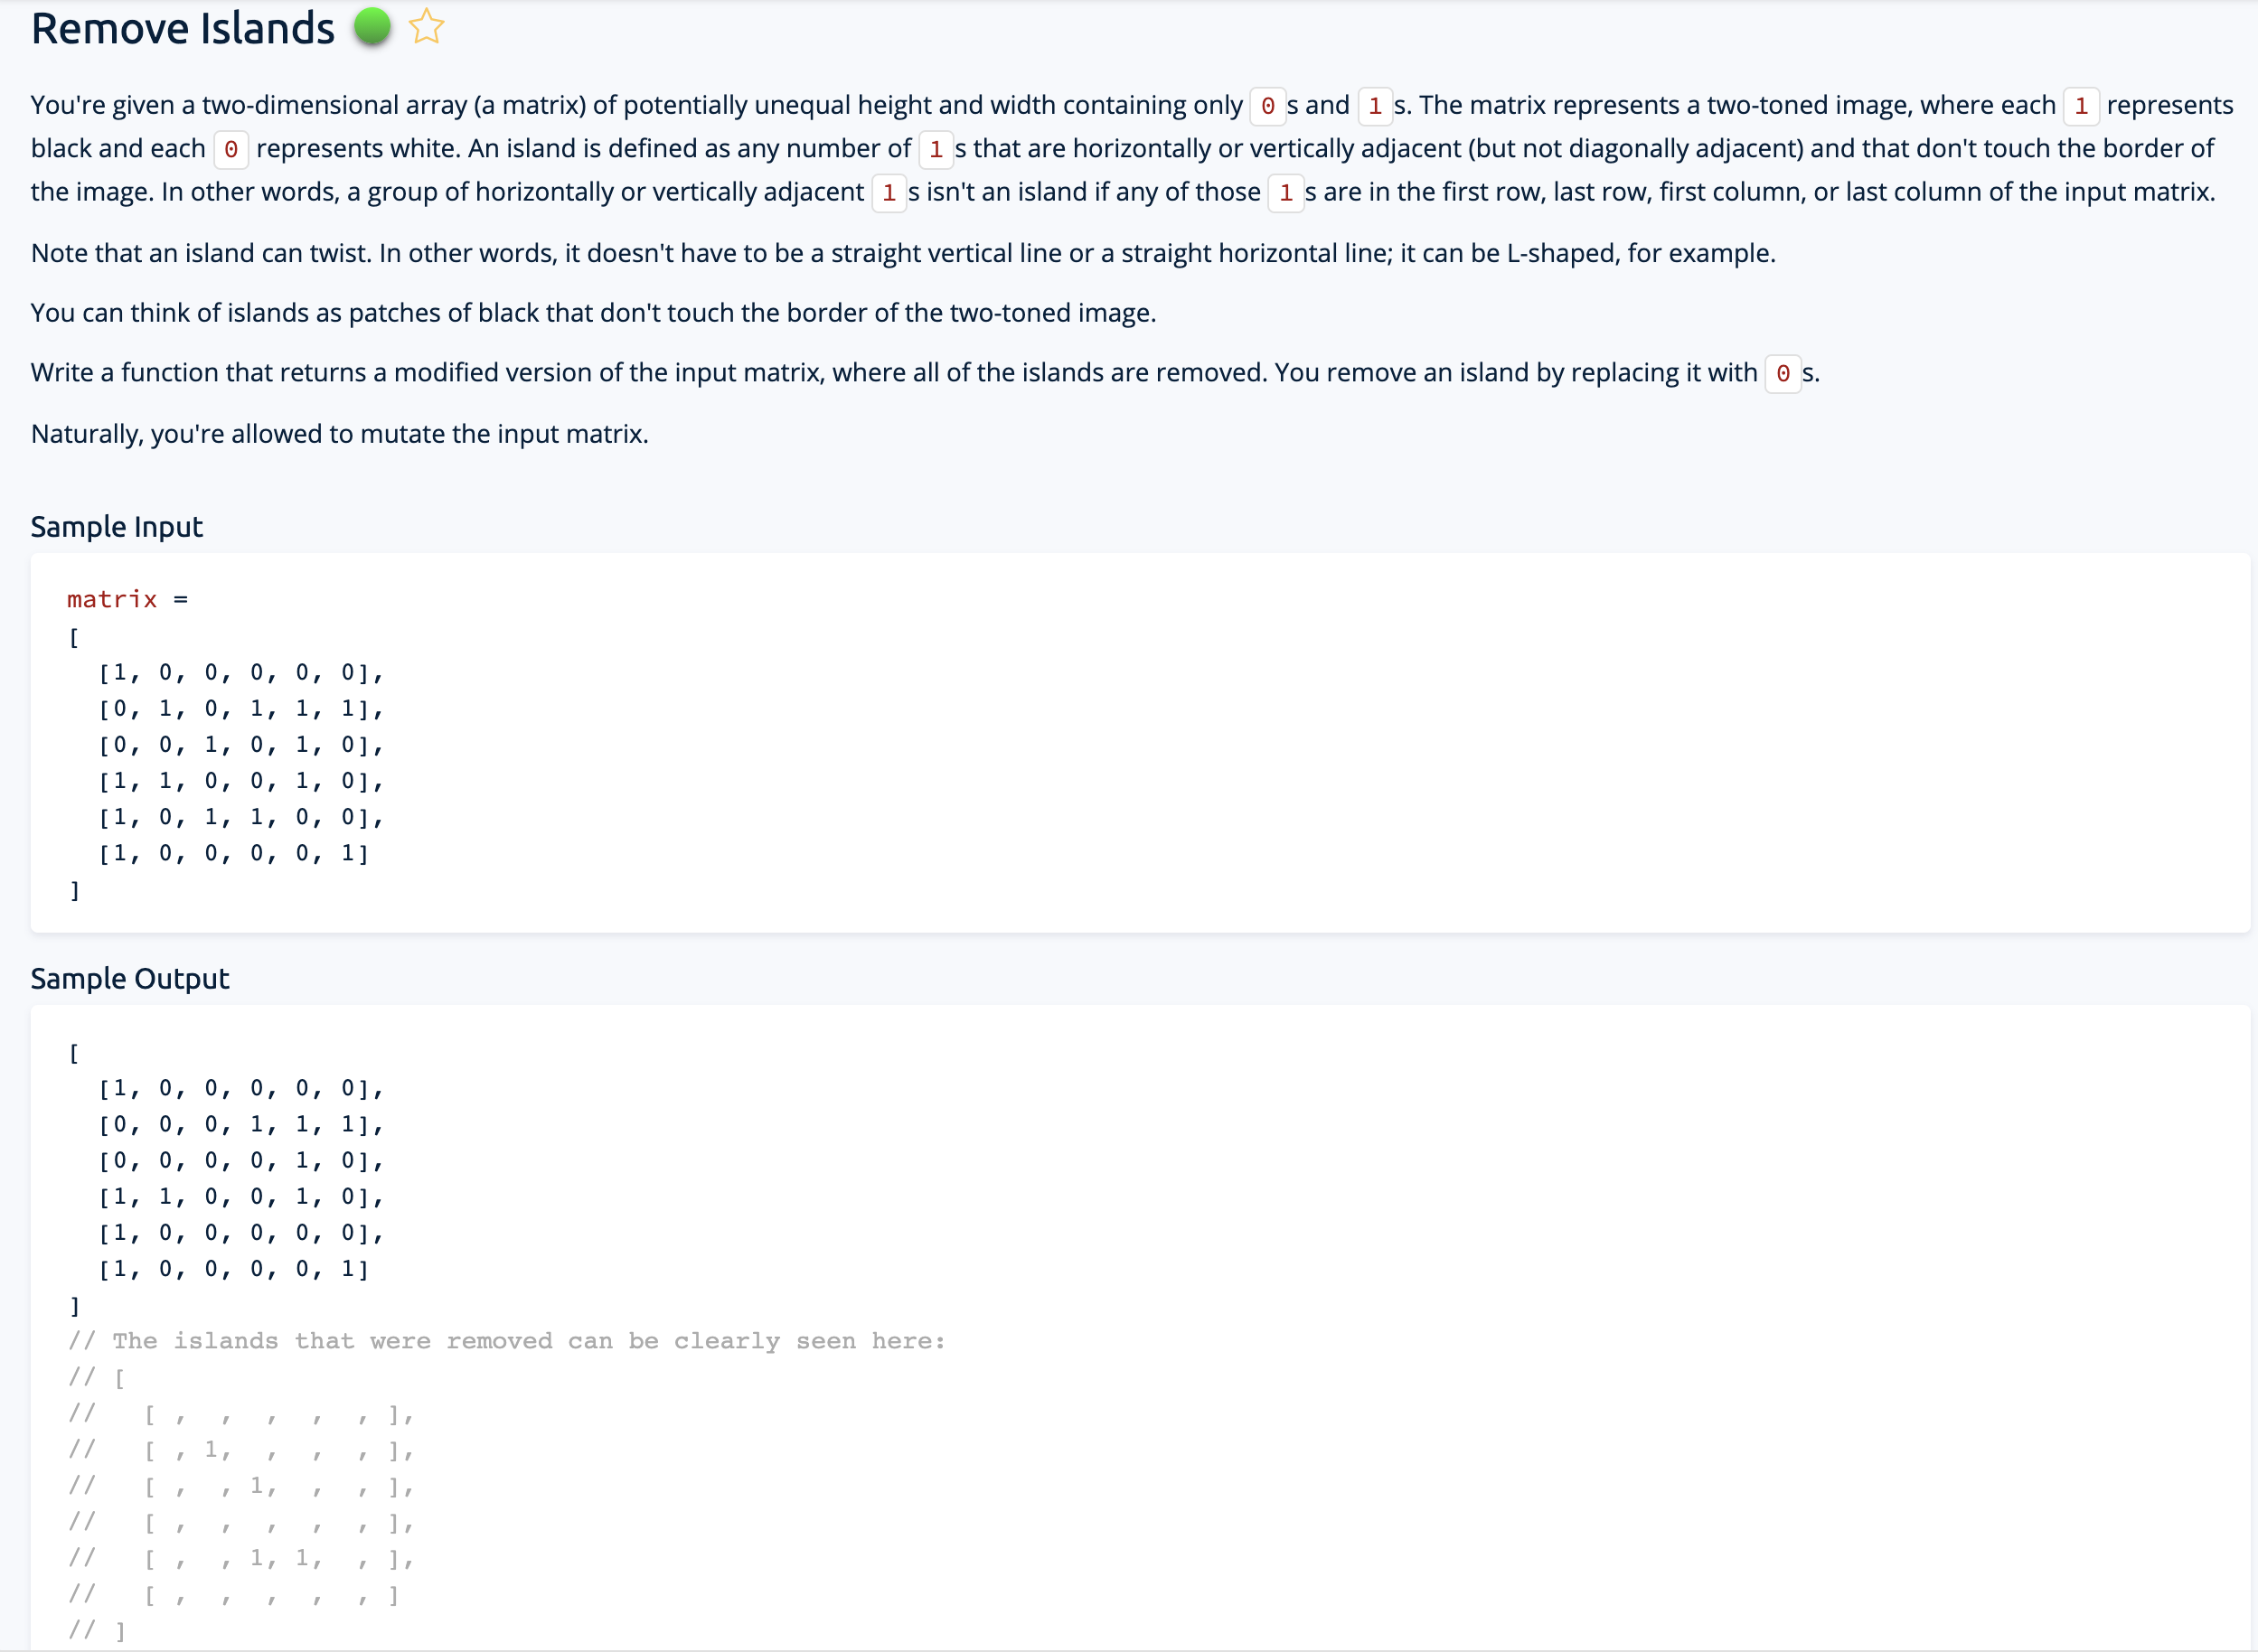 Remove Islands
You're given a two-dimensional array (a matrix) of potentially unequal height and width containing only 0s and 1s. The matrix represents a two-toned image, where each 1 represents
black and each 0 represents white. An island is defined as any number of 1s that are horizontally or vertically adjacent (but not diagonally adjacent) and that don't touch the border of
the image. In other words, a group of horizontally or vertically adjacent 1s isn't an island if any of those 1s are in the first row, last row, first column, or last column of the input matrix.
Note that an island can twist. In other words, it doesn't have to be a straight vertical line or a straight horizontal line; it can be L-shaped, for example.
You can think of islands as patches of black that don't touch the border of the two-toned image.
Write a function that returns a modified version of the input matrix, where all of the islands are removed. You remove an island by replacing it with 0s.
Naturally, you're allowed to mutate the input matrix.
Sample Input
matrix =
[
  [1, 0, 0, 0, 0, 0],
  [0, 1, 0, 1, 1, 1],
  [0, 0, 1, 0, 1, 0],
  [1, 1, 0, 0, 1, 0],
  [1, 0, 1, 1, 0, 0],
  [1, 0, 0, 0, 0, 1]
]
Sample Output
[
  [1, 0, 0, 0, 0, 0],
  [0, 0, 0, 1, 1, 1],
  [0, 0, 0, 0, 1, 0],
  [1, 1, 0, 0, 1, 0],
  [1, 0, 0, 0, 0, 0],
  [1, 0, 0, 0, 0, 1]
]
// The islands that were removed can be clearly seen here:
// [
//   [ ,  ,  ,  ,  , ],
//   [ , 1,  ,  ,  , ],
//   [ ,  , 1,  ,  , ],
//   [ ,  ,  ,  ,  , ],
//   [ ,  , 1, 1,  , ],
//   [ ,  ,  ,  ,  , ]
// ]